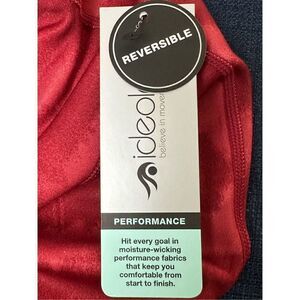 REVERSIBLE
ideol
believe in mover
PERFORMANCE
Hit every goal in
moisture-wicking
performance fabrics
that keep you
comfortable from
start to finish.